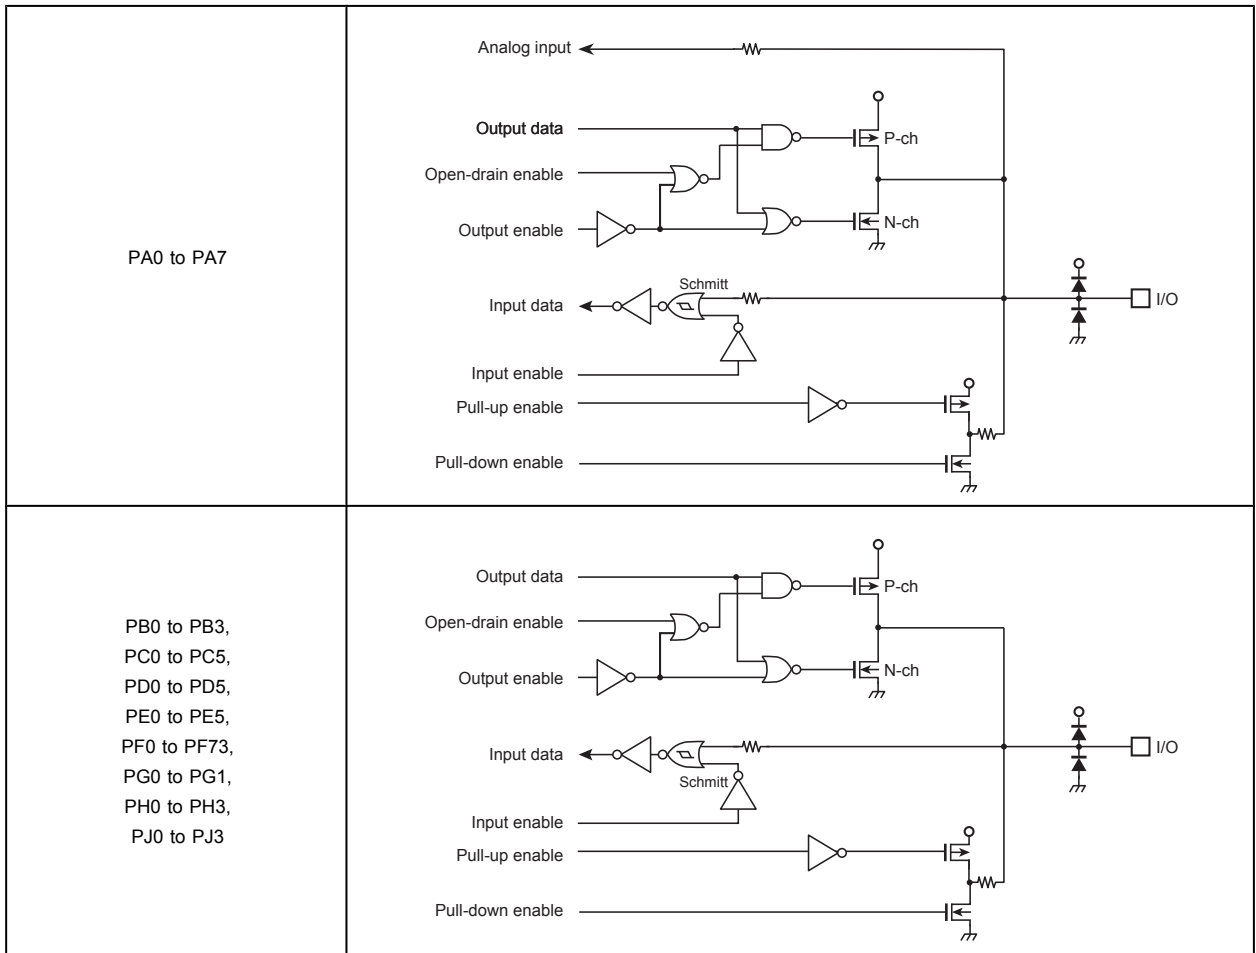 PA0 to PA7
Analog input
Output data
P-ch
Open-drain enable
Output enable
N-ch
Schmitt
Input data
I/O
Input enable
Pull-up enable
Pull-down enable
PB0 to PB3,
PC0 to PC5,
PD0 to PD5,
PE0 to PE5,
PF0 to PF73,
PG0 to PG1,
PH0 to PH3,
PJ0 to PJ3
Output data
P-ch
Open-drain enable
Output enable
N-ch
Input data
I/O
Schmitt
Input enable
Pull-up enable
Pull-down enable